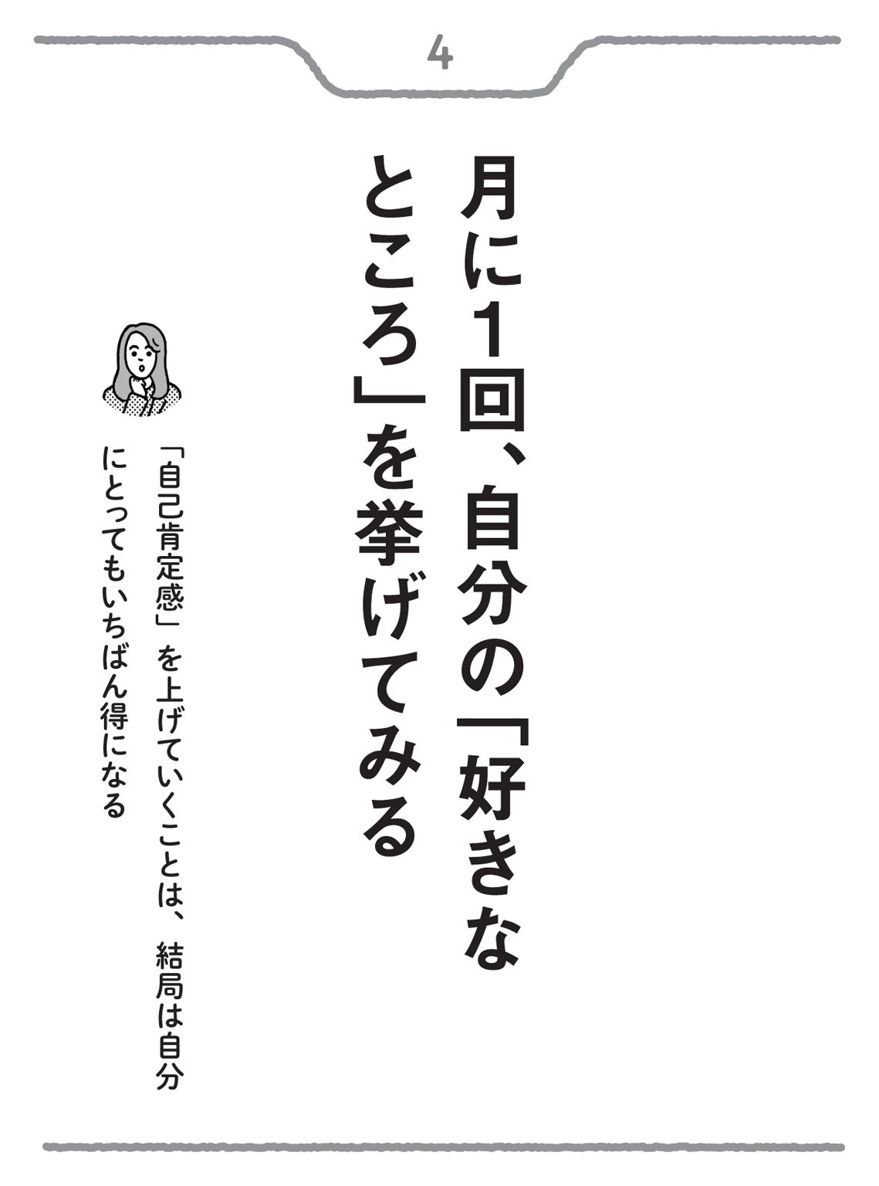 4
月に1回、自分の「好きな
ところ」を挙げてみる
「自己肯定感」を上げていくことは、結局は自分
にとってもいちばん得になる